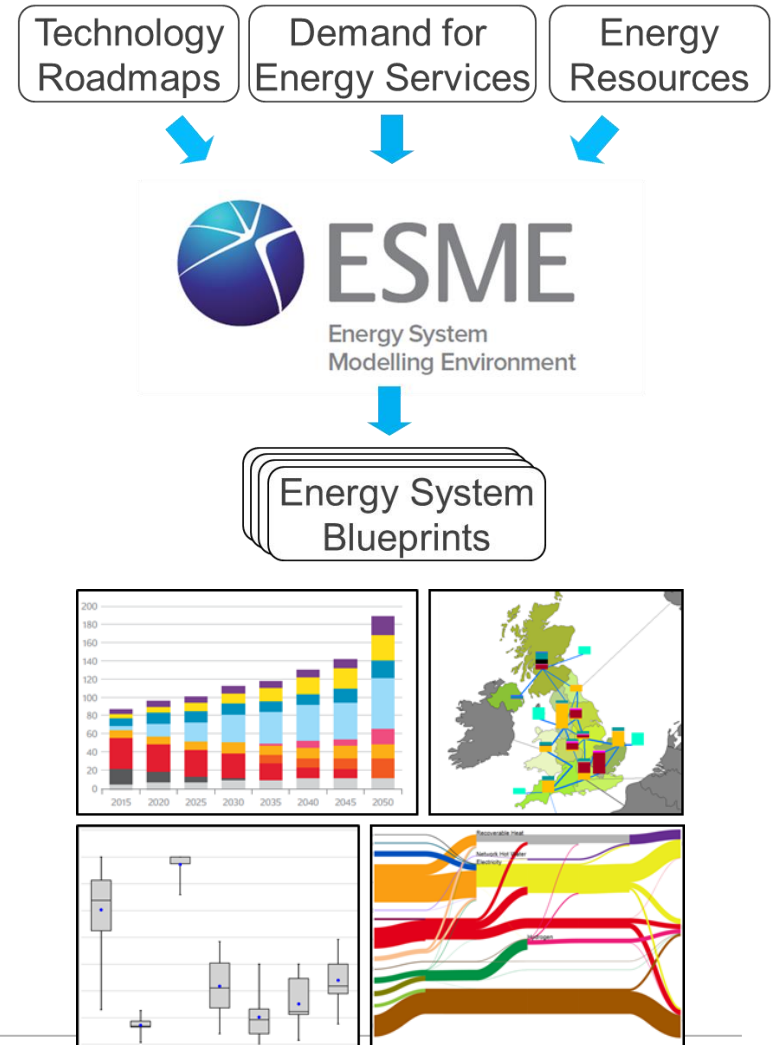 Technology
Roadmaps
Demand for
Energy Services
Energy
Resources
ESME
Energy System
Modelling Environment
Energy System
Blueprints
200
180
160
140
120
100
80
60
40
20
0
2015 2020 2025 2030 2035 2040 2045 2050
Recoverable Heat
Network Hot Water
Electricity
Hydrogen